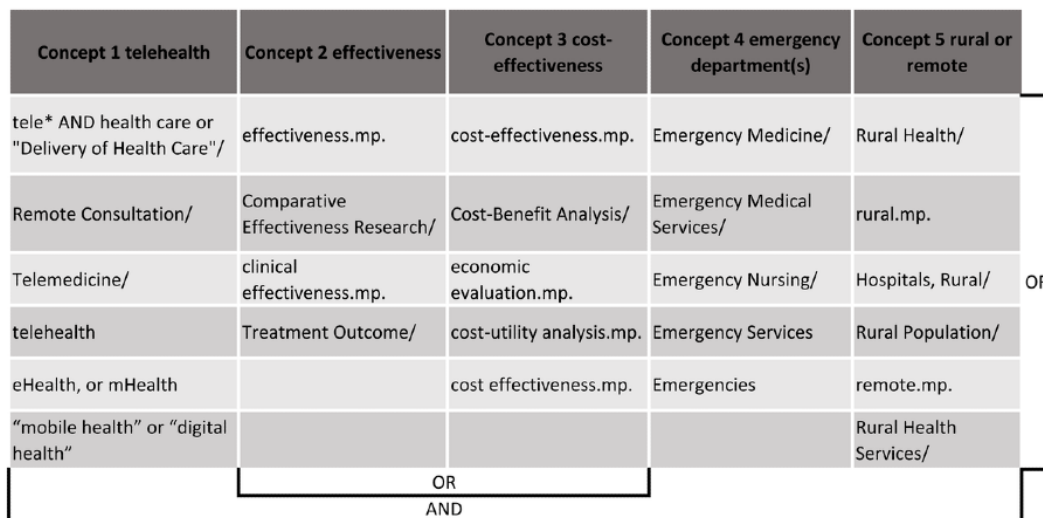 Concept 1 telehealth
Concept 2 effectiveness
Concept 3 cost-
effectiveness
Concept 4 emergency
department(s)
Concept 5 rural or
remote
tele* AND health care or
"Delivery of Health Care"/
effectiveness.mp.
cost-effectiveness.mp.
Emergency Medicine/
Rural Health/
Remote Consultation/
Comparative
Effectiveness Research/
Cost-Benefit Analysis/
Emergency Medical
Services/
rural.mp.
Telemedicine/
clinical
effectiveness.mp.
economic
evaluation.mp.
Emergency Nursing/
Hospitals, Rural/
OR
telehealth
Treatment Outcome/
cost-utility analysis.mp.
Emergency Services
Rural Population/
eHealth, or mHealth
cost effectiveness.mp.
Emergencies
remote.mp.
“mobile health” or “digital
health”
Rural Health
Services/
OR
AND